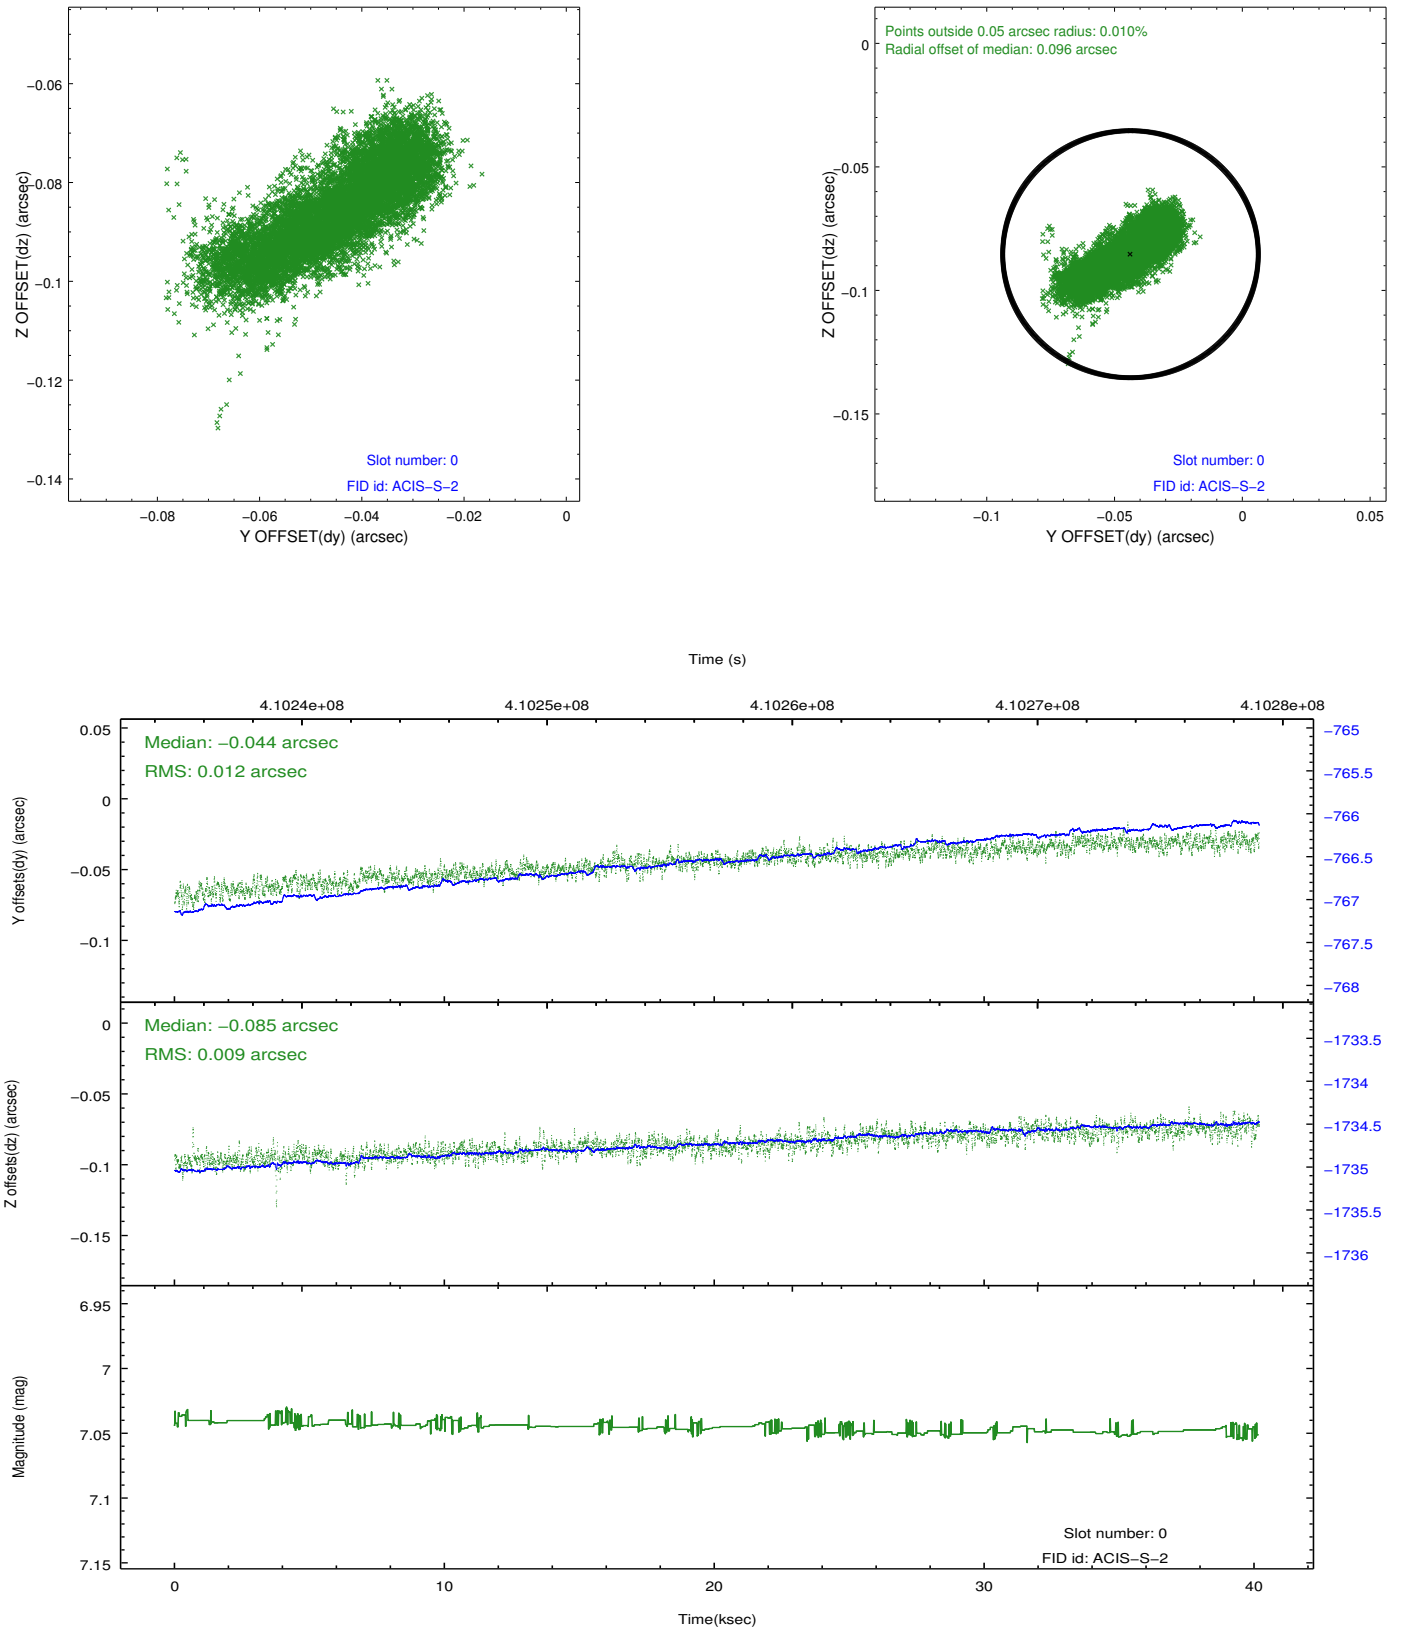 −0.06
−0.08
−0.1
−0.12
−0.14
Z OFFSET(dz) (arcsec)
Slot number: 0
FID id: ACIS−S−2
−0.08
−0.06
−0.04
−0.02
0
Y OFFSET(dy) (arcsec)
Points outside 0.05 arcsec radius: 0.010%
Radial offset of median: 0.096 arcsec
0
−0.05
−0.1
−0.15
Z OFFSET(dz) (arcsec)
Slot number: 0
FID id: ACIS−S−2
−0.1
−0.05
0
0.05
Y OFFSET(dy) (arcsec)
Time (s)
4.1024e+08
4.1025e+08
4.1026e+08
4.1027e+08
4.1028e+08
Median: −0.044 arcsec
RMS: 0.012 arcsec
0.05
0
−0.05
−0.1
Y offsets(dy) (arcsec)
−765
−765.5
−766
−766.5
−767
−767.5
−768
Median: −0.085 arcsec
RMS: 0.009 arcsec
0
−0.05
−0.1
−0.15
Z offsets(dz) (arcsec)
−1733.5
−1734
−1734.5
−1735
−1735.5
−1736
6.95
7
7.05
7.1
7.15
Magnitude (mag)
Slot number: 0
FID id: ACIS−S−2
0
10
20
30
40
Time(ksec)